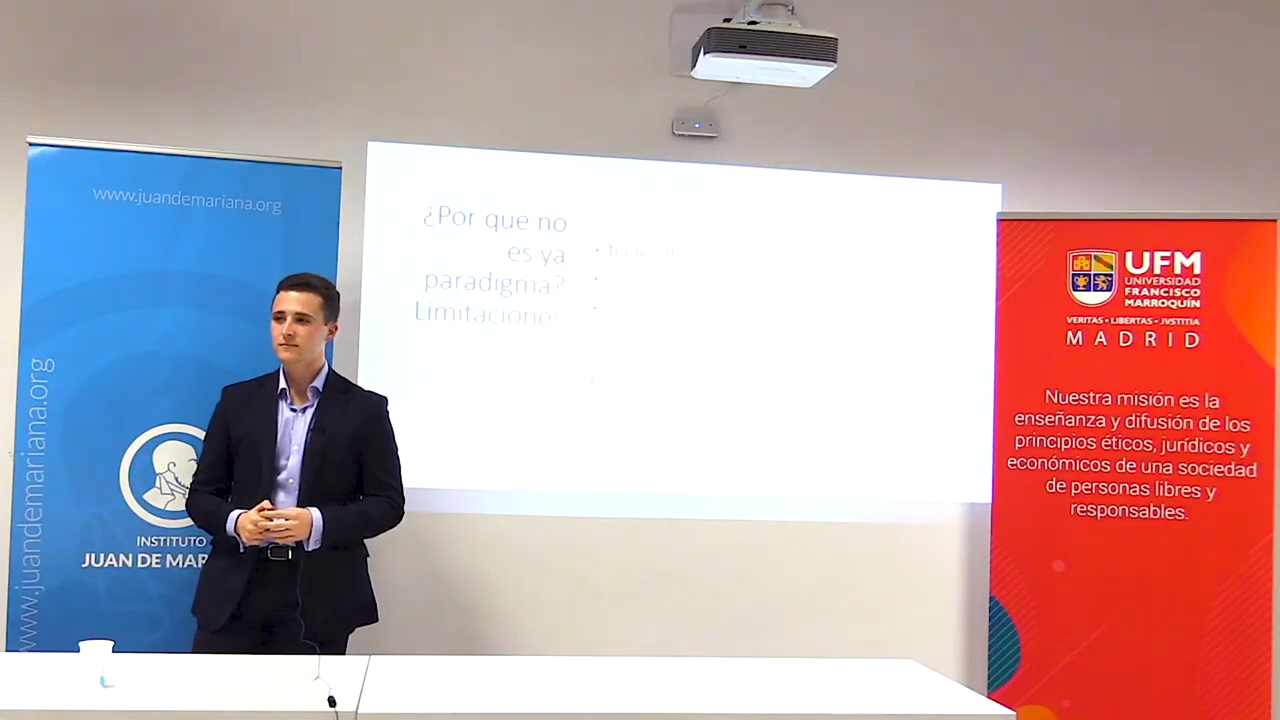 www.juandemariana.org
www.juandemariana.org
INSTITUTO
JUAN DE MAR
¿Por qué no
es ya
paradigma?
Limitaciones
UFM
UNIVERSIDAD
FRANCISCO
MARROQUÍN
VERITAS • LIBERTAS • JVSTITIA
MADRID
Nuestra misión es la
enseñanza y difusión de los
principios éticos, jurídicos y
económicos de una sociedad
de personas libres y
responsables.